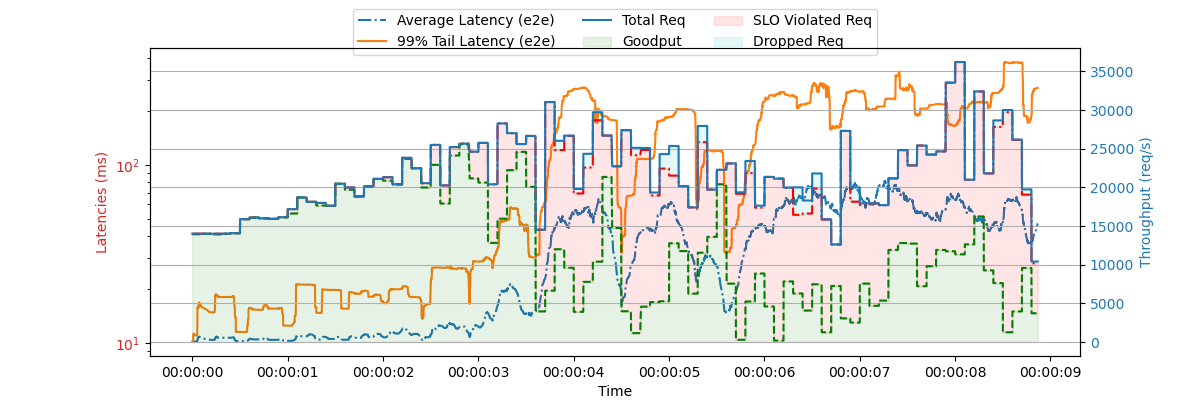 Average Latency (e2e)
99% Tail Latency (e2e)
Total Req
Goodput
SLO Violated Req
Dropped Req
Latencies (ms)
10²
10¹
35000
30000
25000
20000
15000
10000
5000
0
Throughput (req/s)
00:00:00 00:00:01 00:00:02 00:00:03 00:00:04 00:00:05 00:00:06 00:00:07 00:00:08 00:00:09
Time